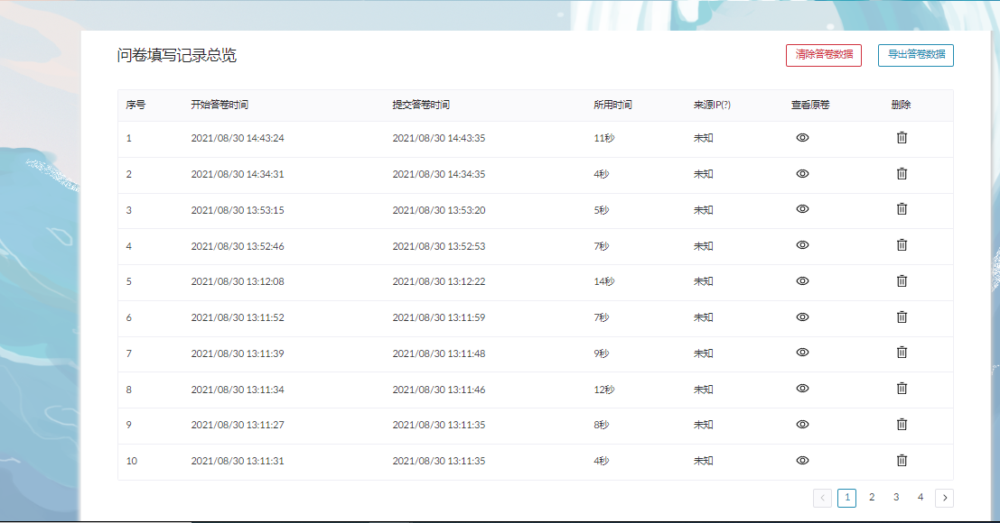 问卷填写记录总览
清除答卷数据 导出答卷数据
序号 开始答卷时间 提交答卷时间 所用时间 来源IP(?) 查看原卷 删除
1 2021/08/30 14:43:24 2021/08/30 14:43:35 11秒 未知
2 2021/08/30 14:34:31 2021/08/30 14:34:35 4秒 未知
3 2021/08/30 13:53:15 2021/08/30 13:53:20 5秒 未知
4 2021/08/30 13:52:46 2021/08/30 13:52:53 7秒 未知
5 2021/08/30 13:12:08 2021/08/30 13:12:22 14秒 未知
6 2021/08/30 13:11:52 2021/08/30 13:11:59 7秒 未知
7 2021/08/30 13:11:39 2021/08/30 13:11:48 9秒 未知
8 2021/08/30 13:11:34 2021/08/30 13:11:46 12秒 未知
9 2021/08/30 13:11:27 2021/08/30 13:11:35 8秒 未知
10 2021/08/30 13:11:31 2021/08/30 13:11:35 4秒 未知
1 2 3 4